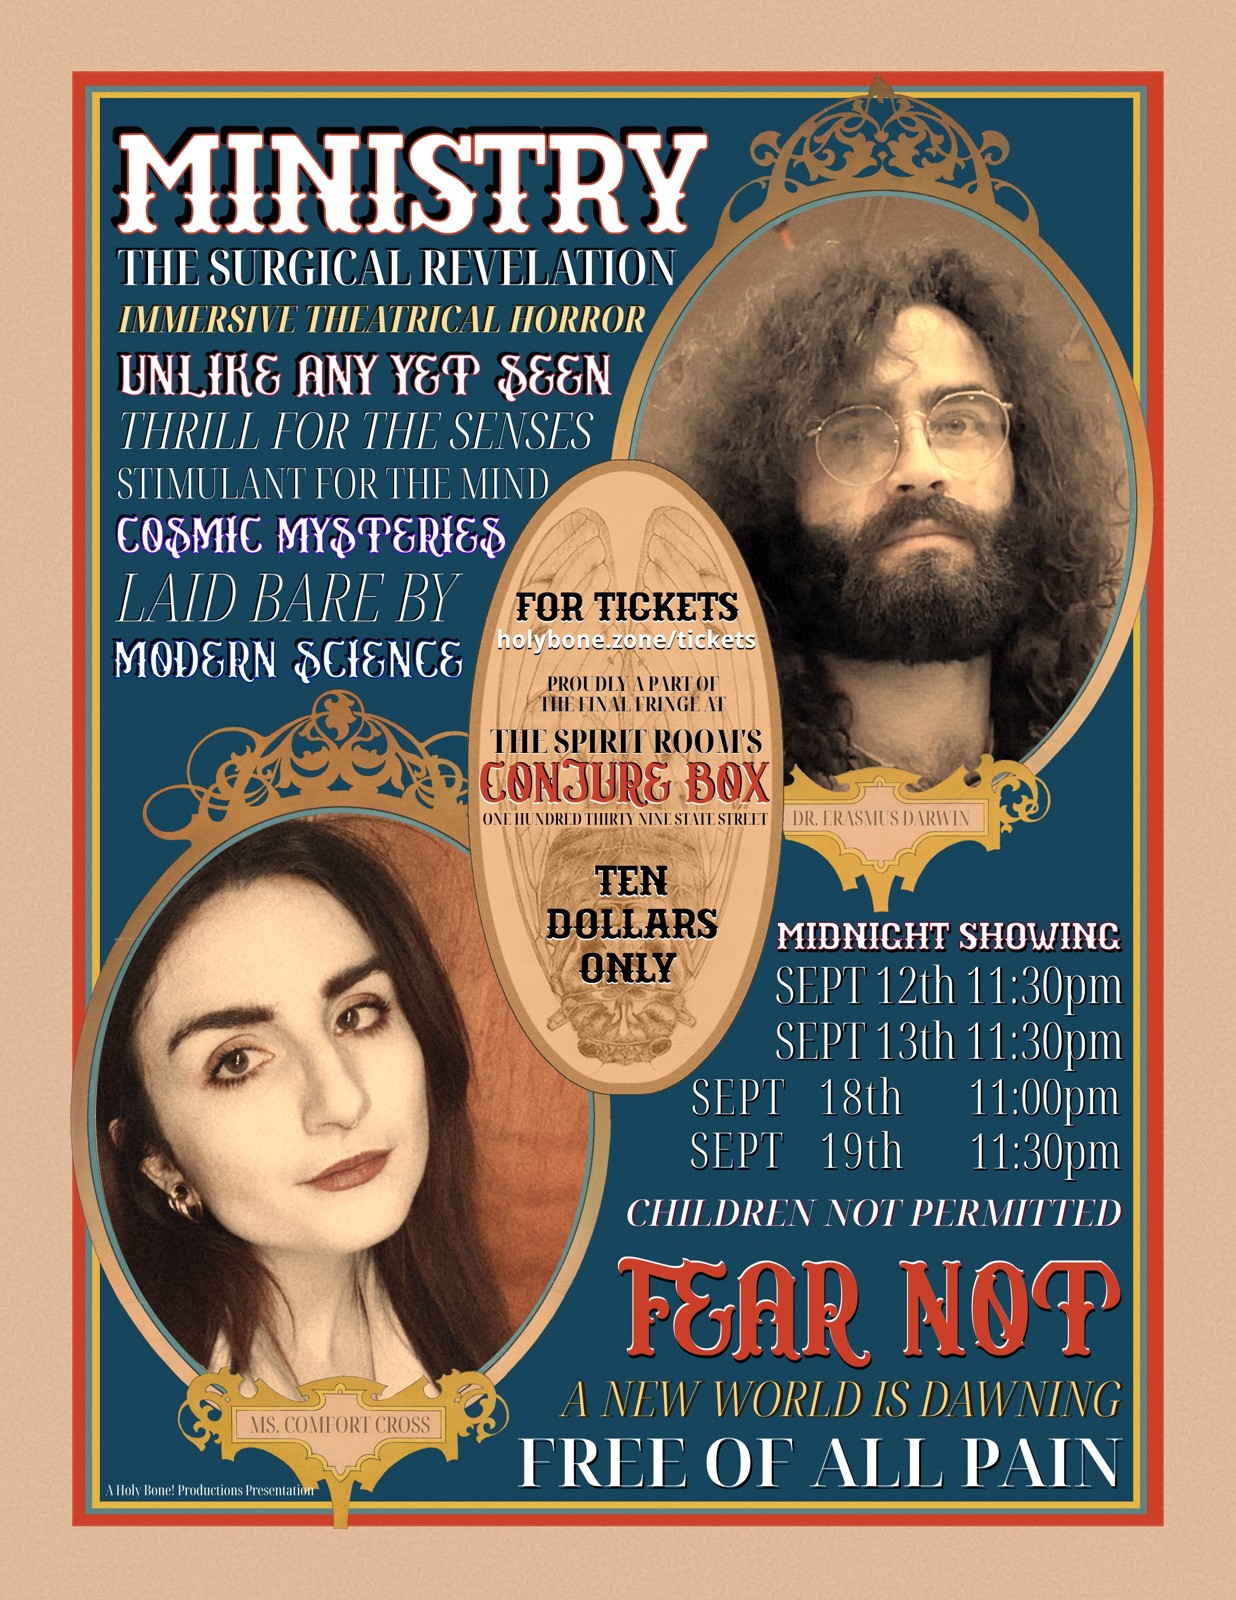 MINISTRY
THE SURGICAL REVELATION
IMMERSIVE THEATRICAL HORROR
UNLIKE ANY YET SEEN
THRILL FOR THE SENSES
STIMULANT FOR THE MIND
COSMIC MYSTERIES
LAID BARE BY
MODERN SCIENCE
FOR TICKETS
holybone.zone/tickets
PROUDLY A PART OF
THE FINAL FRINGE AT
THE SPIRIT ROOM'S
CONJURE BOX
ONE HUNDRED THIRTY NINE STATE STREET
TEN
DOLLARS
ONLY
DR. ERASMUS DARWIN
MIDNIGHT SHOWING
SEPT 12th 11:30pm
SEPT 13th 11:30pm
SEPT 18th 11:00pm
SEPT 19th 11:30pm
CHILDREN NOT PERMITTED
FEAR NOT
A NEW WORLD IS DAWNING
FREE OF ALL PAIN
MS. COMFORT CROSS
A Holy Bone! Productions Presentation